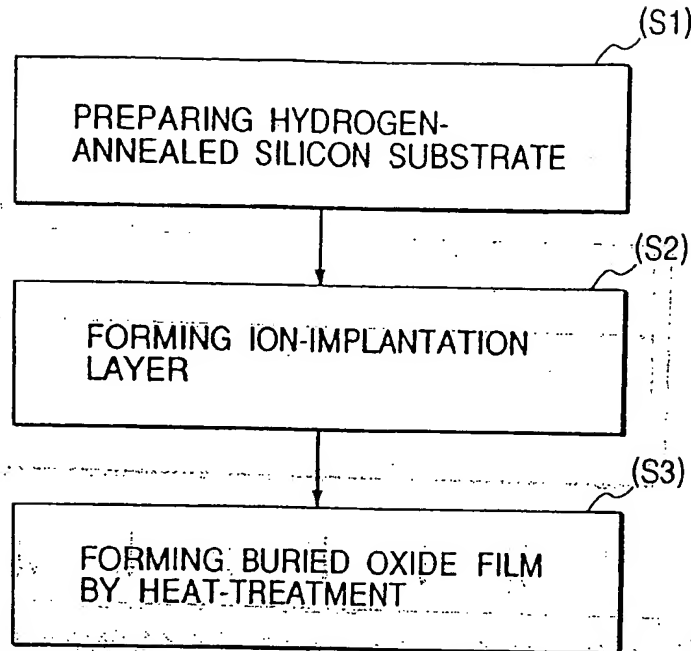 (S1)
PREPARING HYDROGEN-
ANNEALED SILICON SUBSTRATE
(S2)
FORMING ION-IMPLANTATION
LAYER
(S3)
FORMING BURIED OXIDE FILM
BY HEAT-TREATMENT